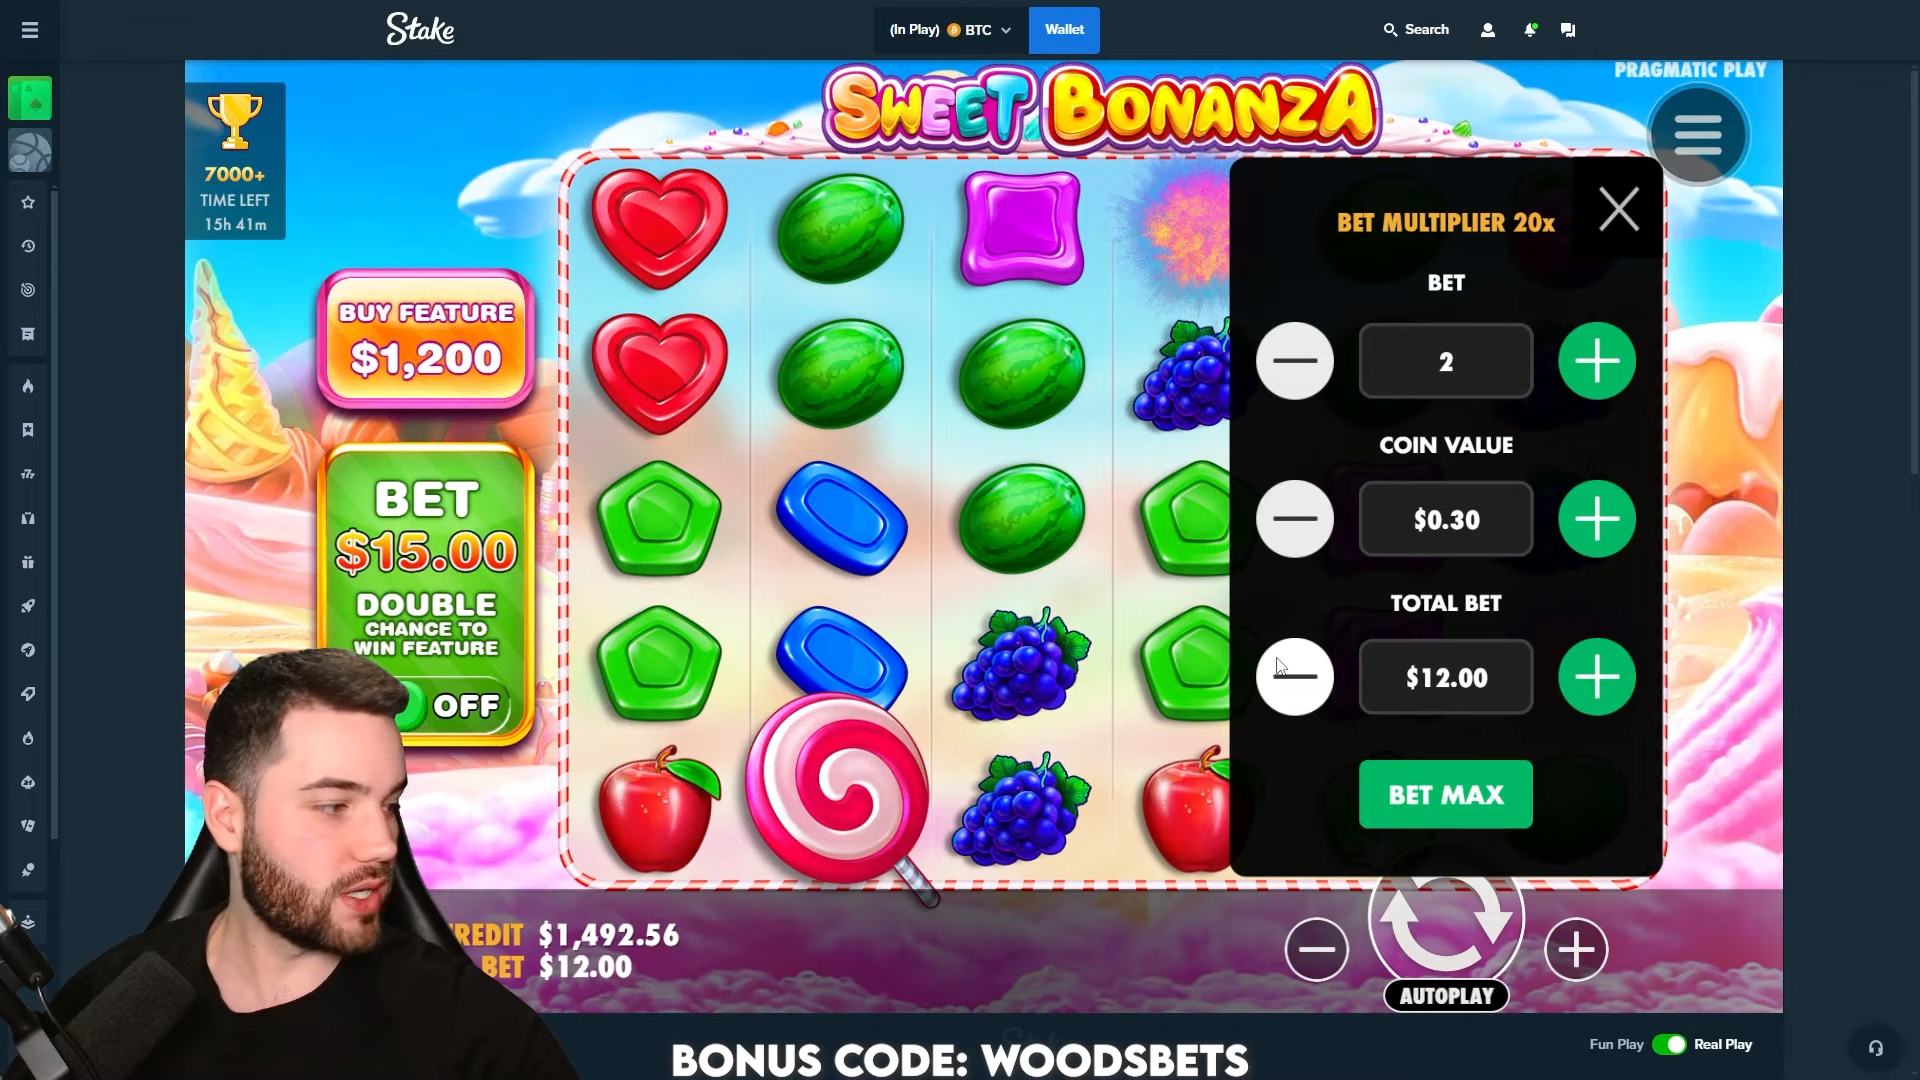 Stake
(In Play) BTC
Wallet
Search
PRAGMATIC PLAY
SWEET BONANZA
7000+
TIME LEFT
15h 41m
BUY FEATURE
$1,200
BET
$15.00
DOUBLE
CHANCE TO
WIN FEATURE
OFF
BET MULTIPLIER 20x
BET
2
COIN VALUE
$0.30
TOTAL BET
$12.00
BET MAX
REDIT $1,492.56
BET $12.00
AUTOPLAY
Fun Play Real Play
BONUS CODE: WOODSBETS